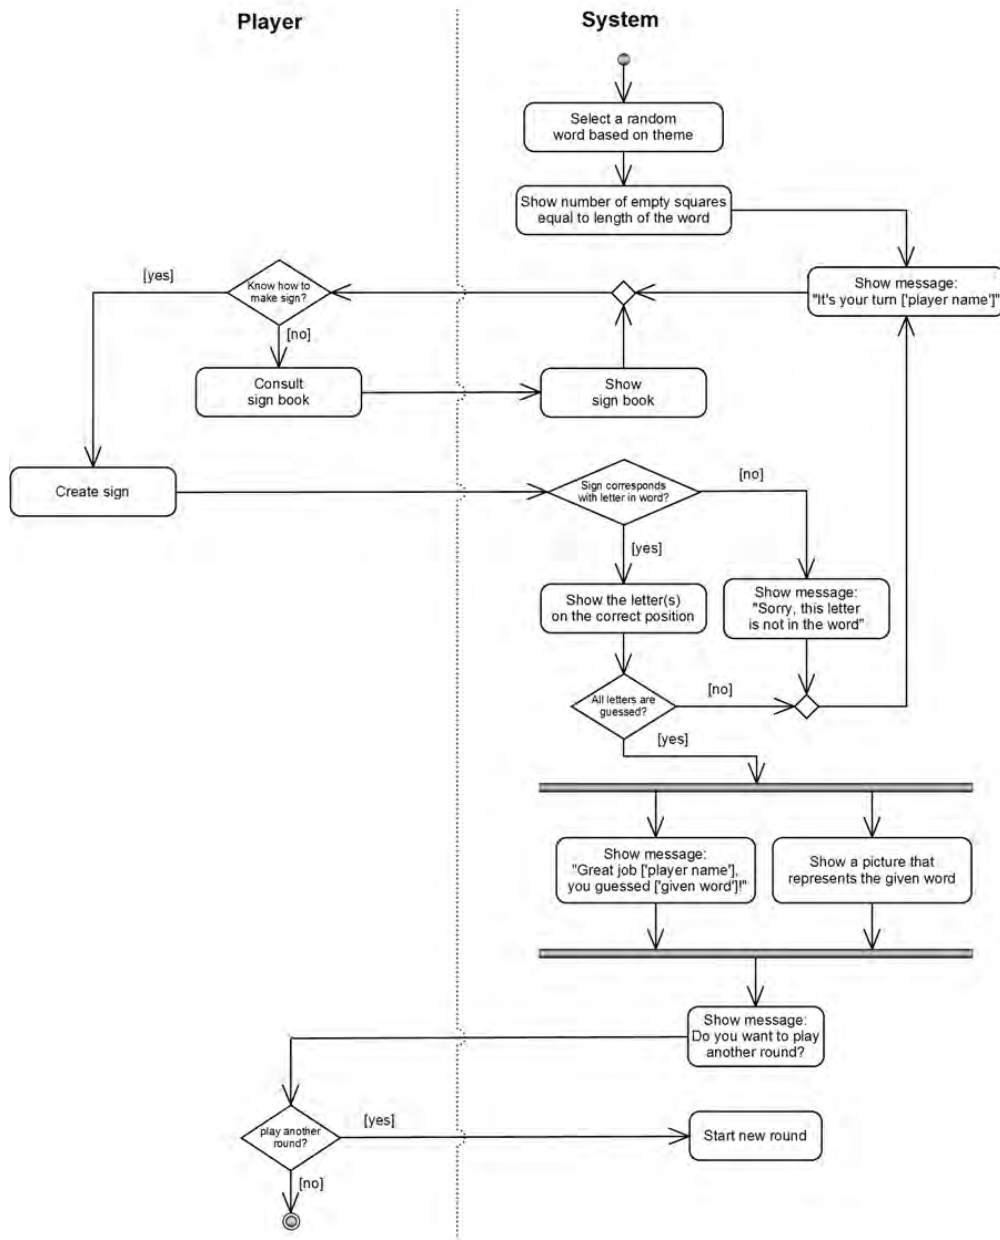 Player
System
Select a random
word based on theme
Show number of empty squares
equal to length of the word
[yes]
Know how to
make sign?
Show message:
"It's your turn ['player name']"
[no]
Consult
sign book
Show
sign book
Create sign
Sign corresponds
with letter in word?
[no]
[yes]
Show the letter(s)
on the correct position
Show message:
"Sorry, this letter
is not in the word"
All letters are
guessed?
[no]
[yes]
Show message:
"Great job ['player name'],
you guessed ['given word']!"
Show a picture that
represents the given word
Show message:
Do you want to play
another round?
play another
round?
[yes]
Start new round
[no]